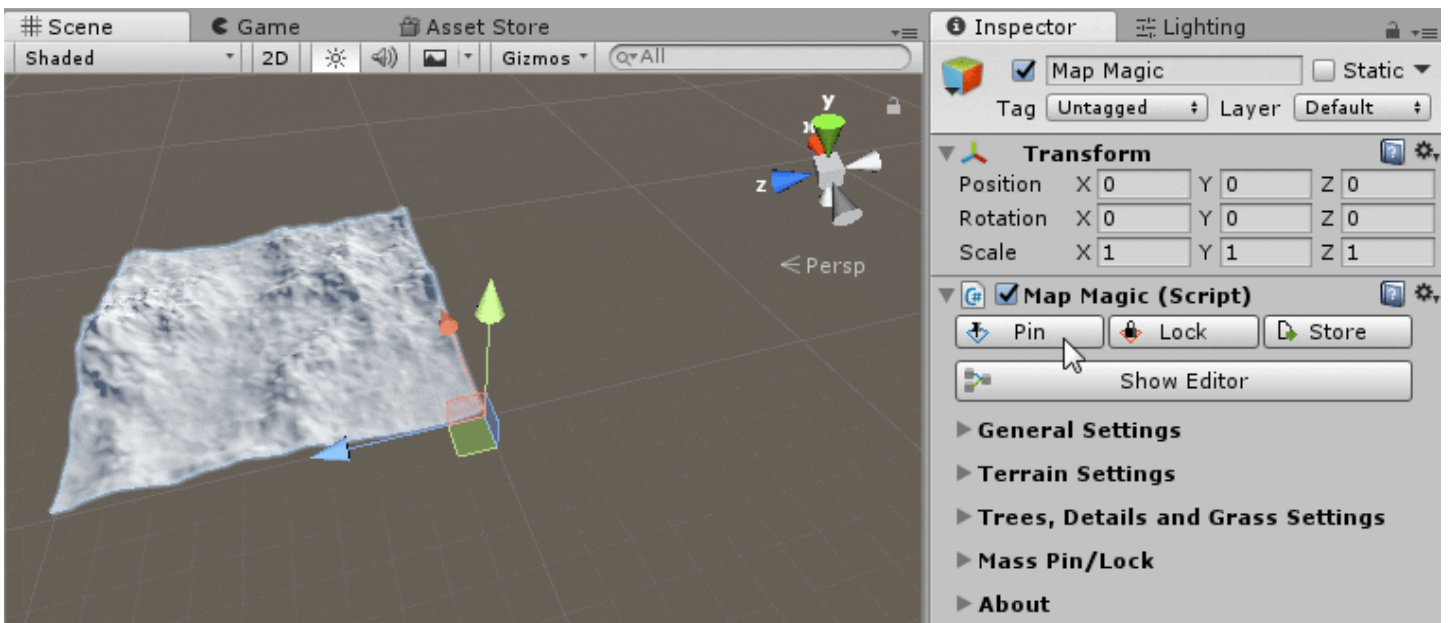 Scene Game Asset Store
Shaded 2D Gizmos All
y
x
z
Persp
Inspector Lighting
Map Magic Static
Tag Untagged Layer Default
Transform
Position X 0 Y 0 Z 0
Rotation X 0 Y 0 Z 0
Scale X 1 Y 1 Z 1
C# Map Magic (Script)
Pin Lock Store
Show Editor
General Settings
Terrain Settings
Trees, Details and Grass Settings
Mass Pin/Lock
About